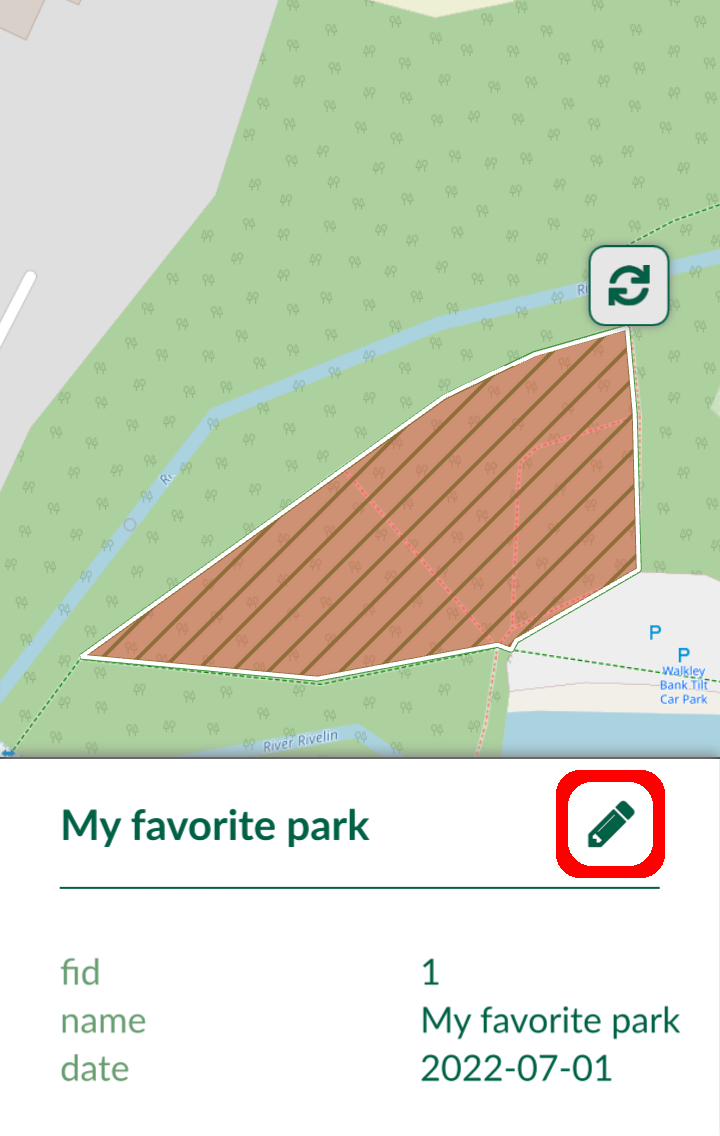 P
P
Walkley
Bank Tilt
Car Park
River Rivelin
My favorite park
fid 1
name My favorite park
date 2022-07-01